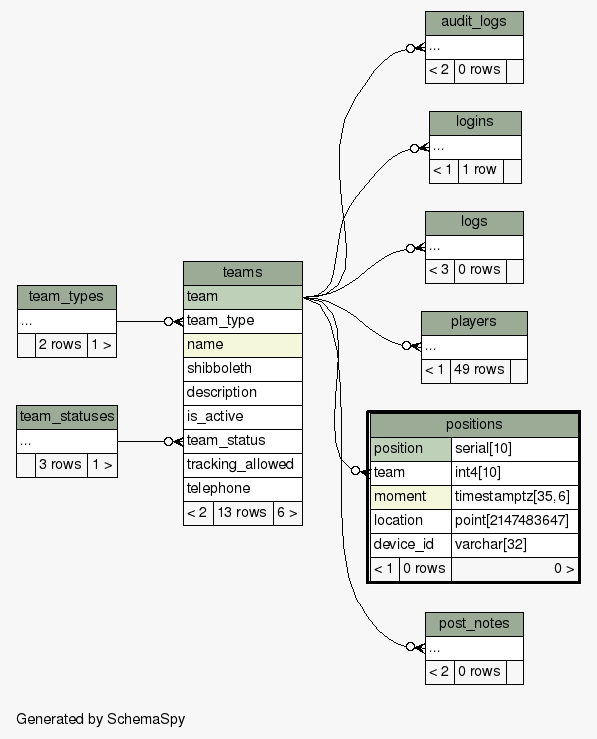 audit_logs
...
< 2 0 rows
logins
...
< 1 1 row
logs
...
< 3 0 rows
teams
team
team_type
name
shibboleth
description
is_active
team_status
tracking_allowed
telephone
< 2 13 rows 6 >
team_types
...
2 rows 1 >
team_statuses
...
3 rows 1 >
players
...
< 1 49 rows
positions
position serial[10]
team int4[10]
moment timestamptz[35,6]
location point[2147483647]
device_id varchar[32]
< 1 0 rows 0 >
post_notes
...
< 2 0 rows
Generated by SchemaSpy